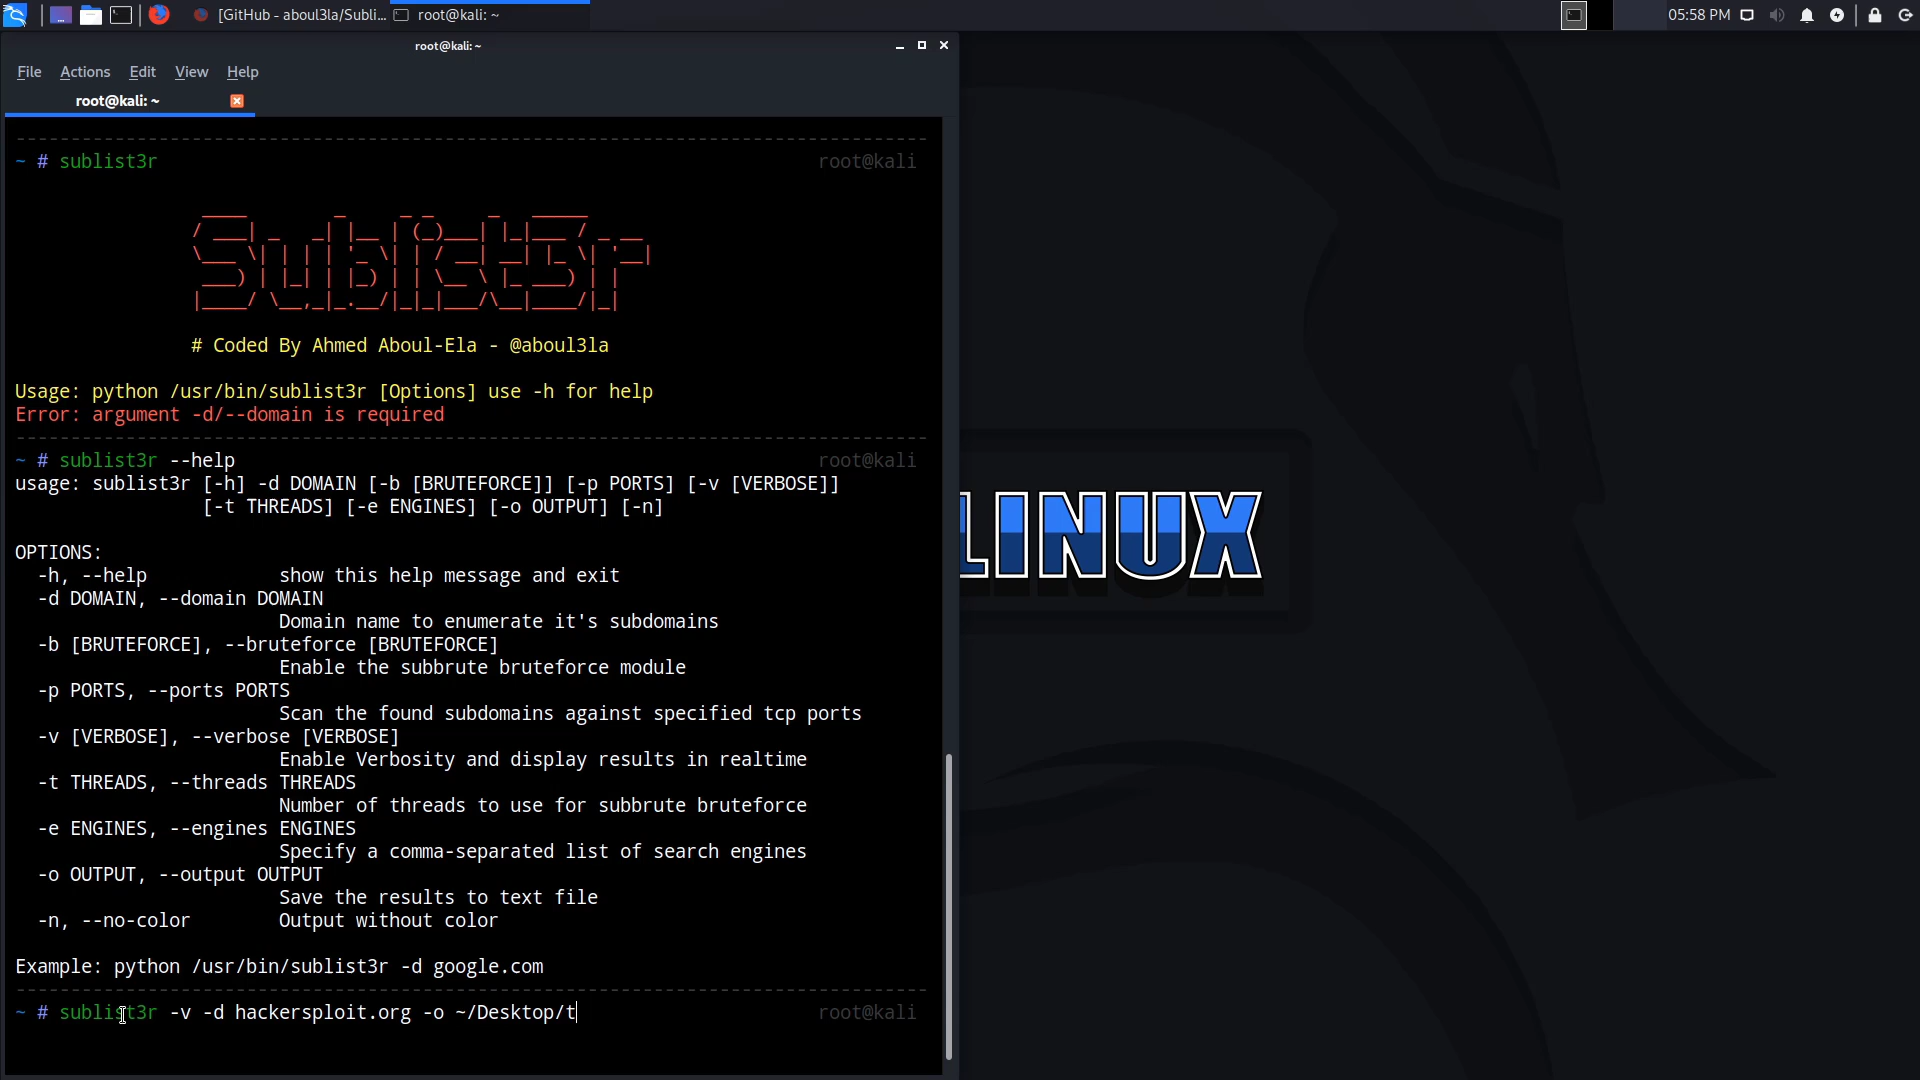 [GitHub - aboul3la/Subli...
root@kali: ~
05:58 PM
root@kali: ~
File Actions Edit View Help
root@kali: ~
~ # sublist3r root@kali
Sublist3r
# Coded By Ahmed Aboul-Ela - @aboul3la
Usage: python /usr/bin/sublist3r [Options] use -h for help
Error: argument -d/--domain is required
~ # sublist3r --help root@kali
usage: sublist3r [-h] -d DOMAIN [-b [BRUTEFORCE]] [-p PORTS] [-v [VERBOSE]]
[-t THREADS] [-e ENGINES] [-o OUTPUT] [-n]
OPTIONS:
-h, --help show this help message and exit
-d DOMAIN, --domain DOMAIN
Domain name to enumerate it's subdomains
-b [BRUTEFORCE], --bruteforce [BRUTEFORCE]
Enable the subbrute bruteforce module
-p PORTS, --ports PORTS
Scan the found subdomains against specified tcp ports
-v [VERBOSE], --verbose [VERBOSE]
Enable Verbosity and display results in realtime
-t THREADS, --threads THREADS
Number of threads to use for subbrute bruteforce
-e ENGINES, --engines ENGINES
Specify a comma-separated list of search engines
-o OUTPUT, --output OUTPUT
Save the results to text file
-n, --no-color Output without color
Example: python /usr/bin/sublist3r -d google.com
~ # sublist3r -v -d hackersploit.org -o ~/Desktop/t root@kali
LINUX